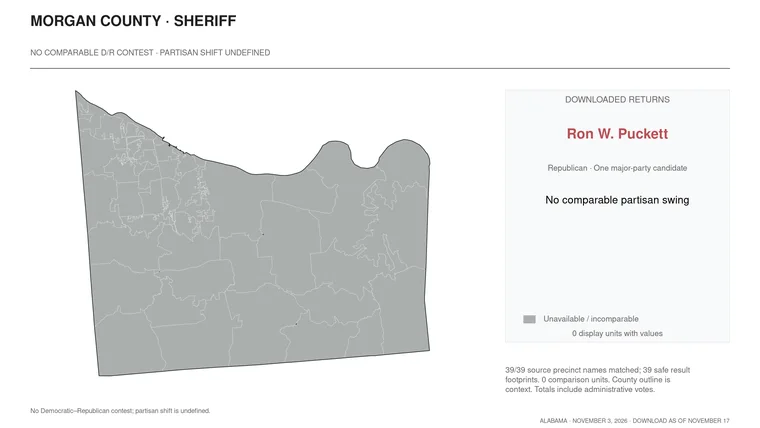 MORGAN COUNTY · SHERIFF
NO COMPARABLE D/R CONTEST · PARTISAN SHIFT UNDEFINED
DOWNLOADED RETURNS
Ron W. Puckett
Republican · One major-party candidate
No comparable partisan swing
Unavailable / incomparable
0 display units with values
39/39 source precinct names matched; 39 safe result
footprints. 0 comparison units. County outline is
context. Totals include administrative votes.
No Democratic–Republican contest; partisan shift is undefined.
ALABAMA · NOVEMBER 3, 2026 · DOWNLOAD AS OF NOVEMBER 17